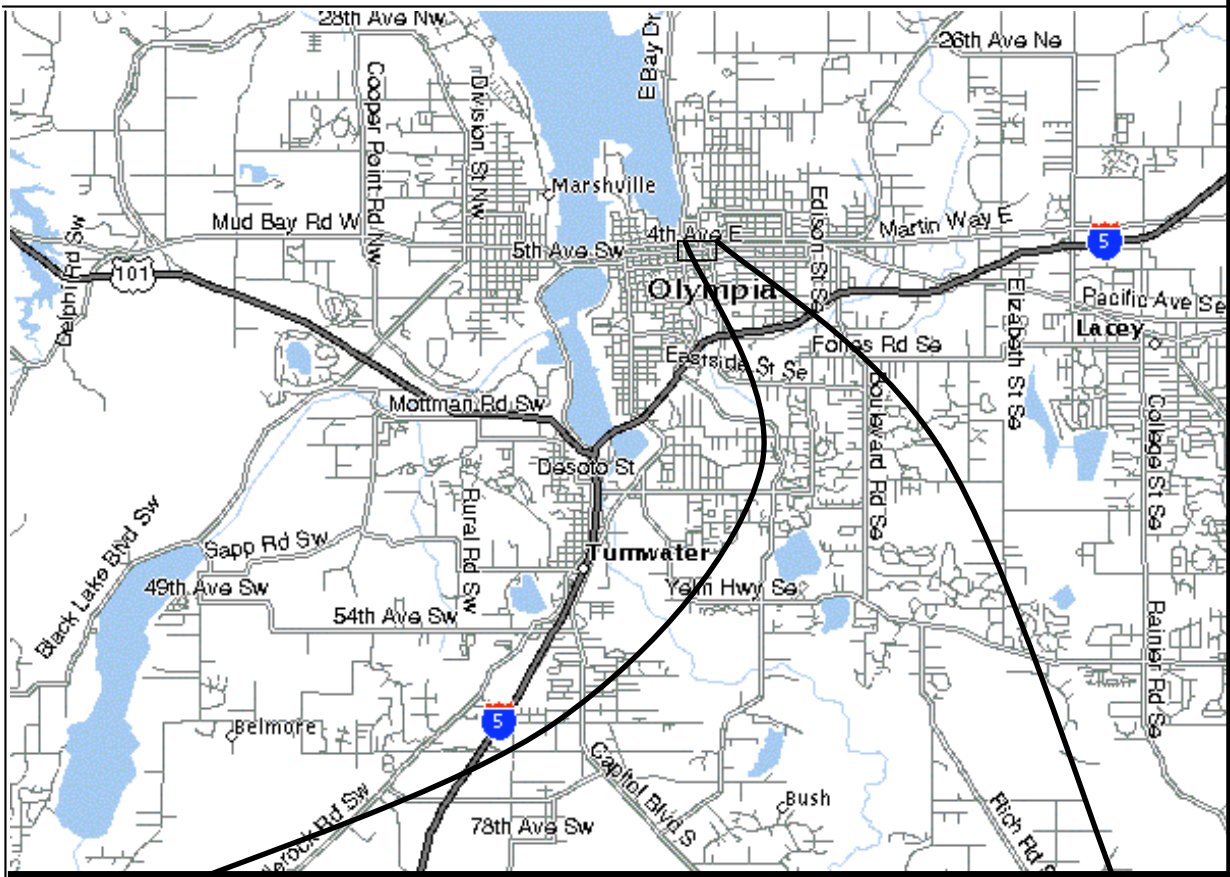 28th Ave Nw
E Bay Dr
26th Ave Ne
Cooper Point Rd Nw
Division St NW
Marshville
Edison St Se
Mud Bay Rd W
4th Ave E
Martin Way E
5th Ave Sw
5
Delphi Rd Sw
101
Olympia
Elizabeth St Se
Pacific Ave Se
Lacey
Eastside St Se
Fones Rd Se
Boulevard Rd Se
Mottman Rd Sw
College St Se
Desoto St
Rural Rd Sw
Black Lake Blvd Sw
Sapp Rd Sw
Tumwater
49th Ave Sw
Yelm Hwy Se
54th Ave Sw
Rainier Rd Se
Belmore
5
Capitol Blvd S
Bush
78th Ave Sw
Rich Rd S
lerock Rd Sw